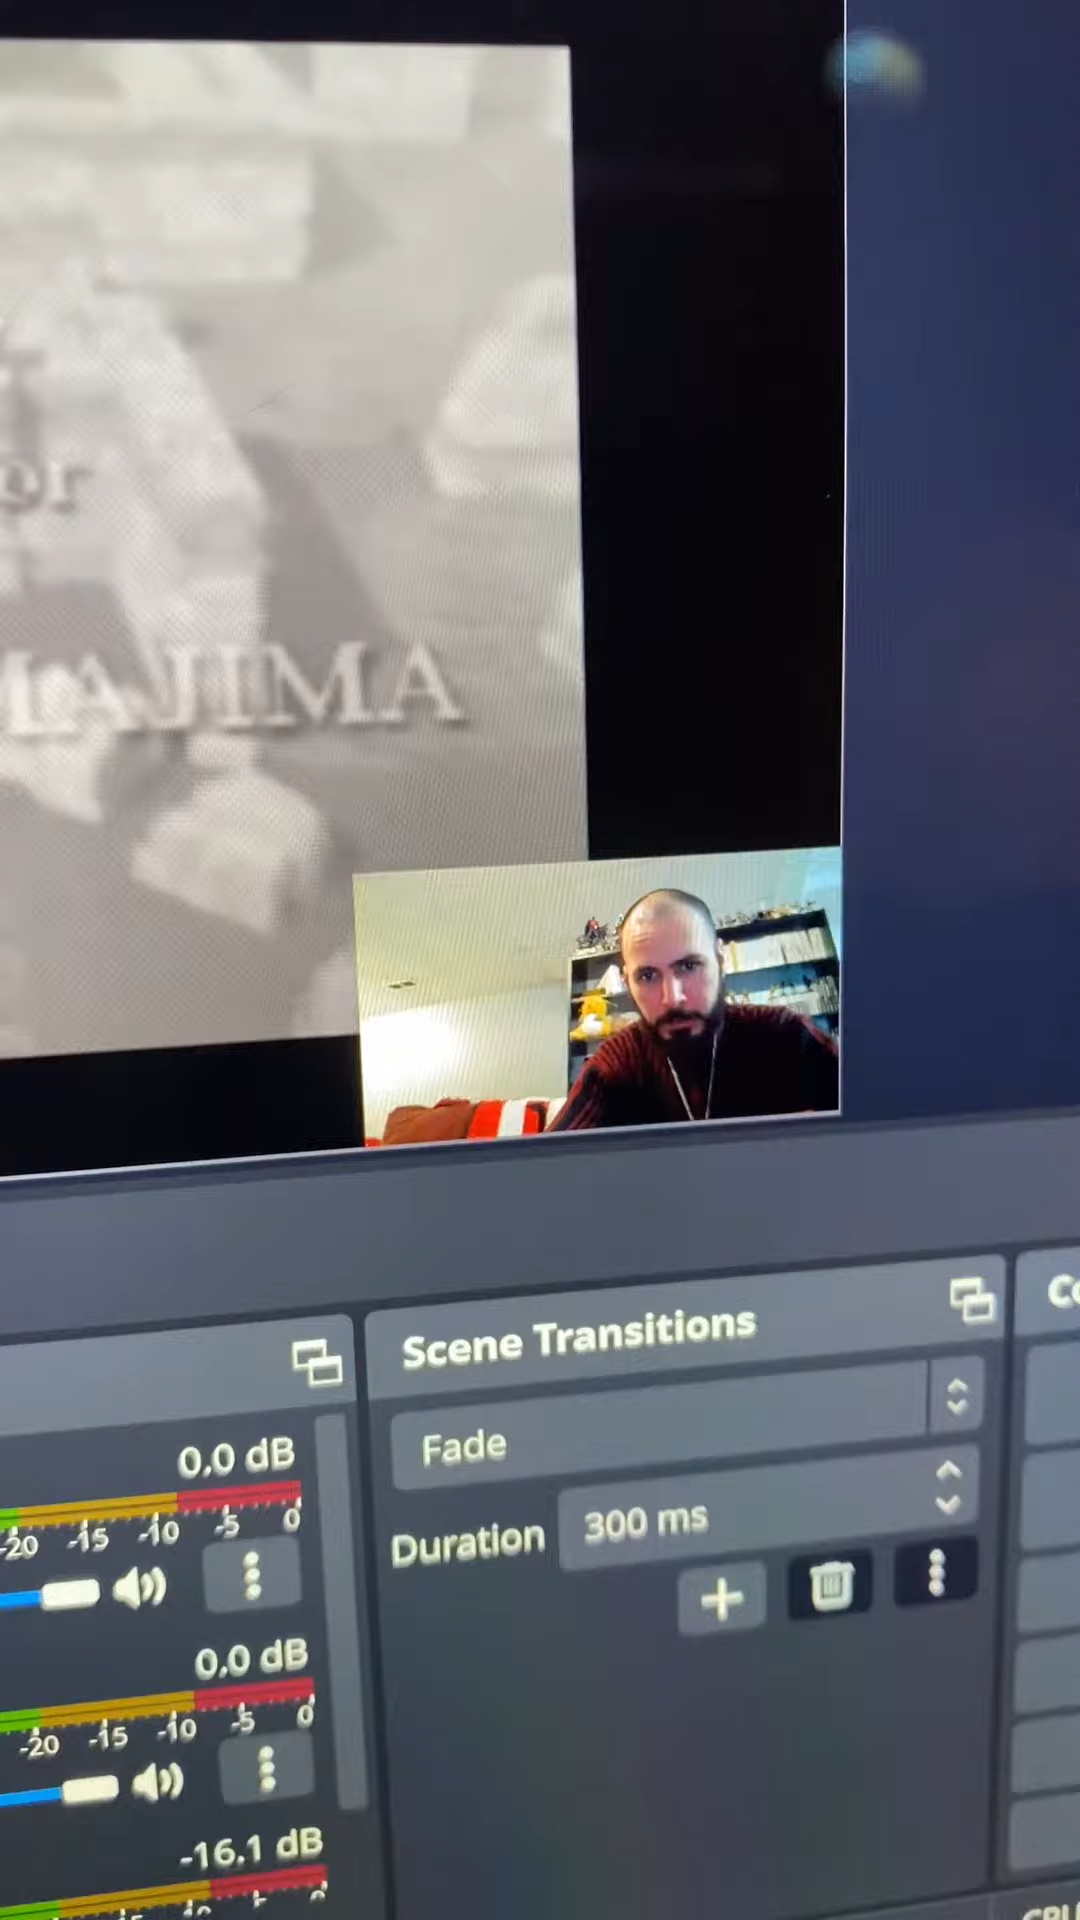 or
MAJIMA
Scene Transitions
Fade
Duration
300 ms
0.0 dB
-20 -15 -10 -5 0
0.0 dB
-20 -15 -10 -5 0
-16.1 dB